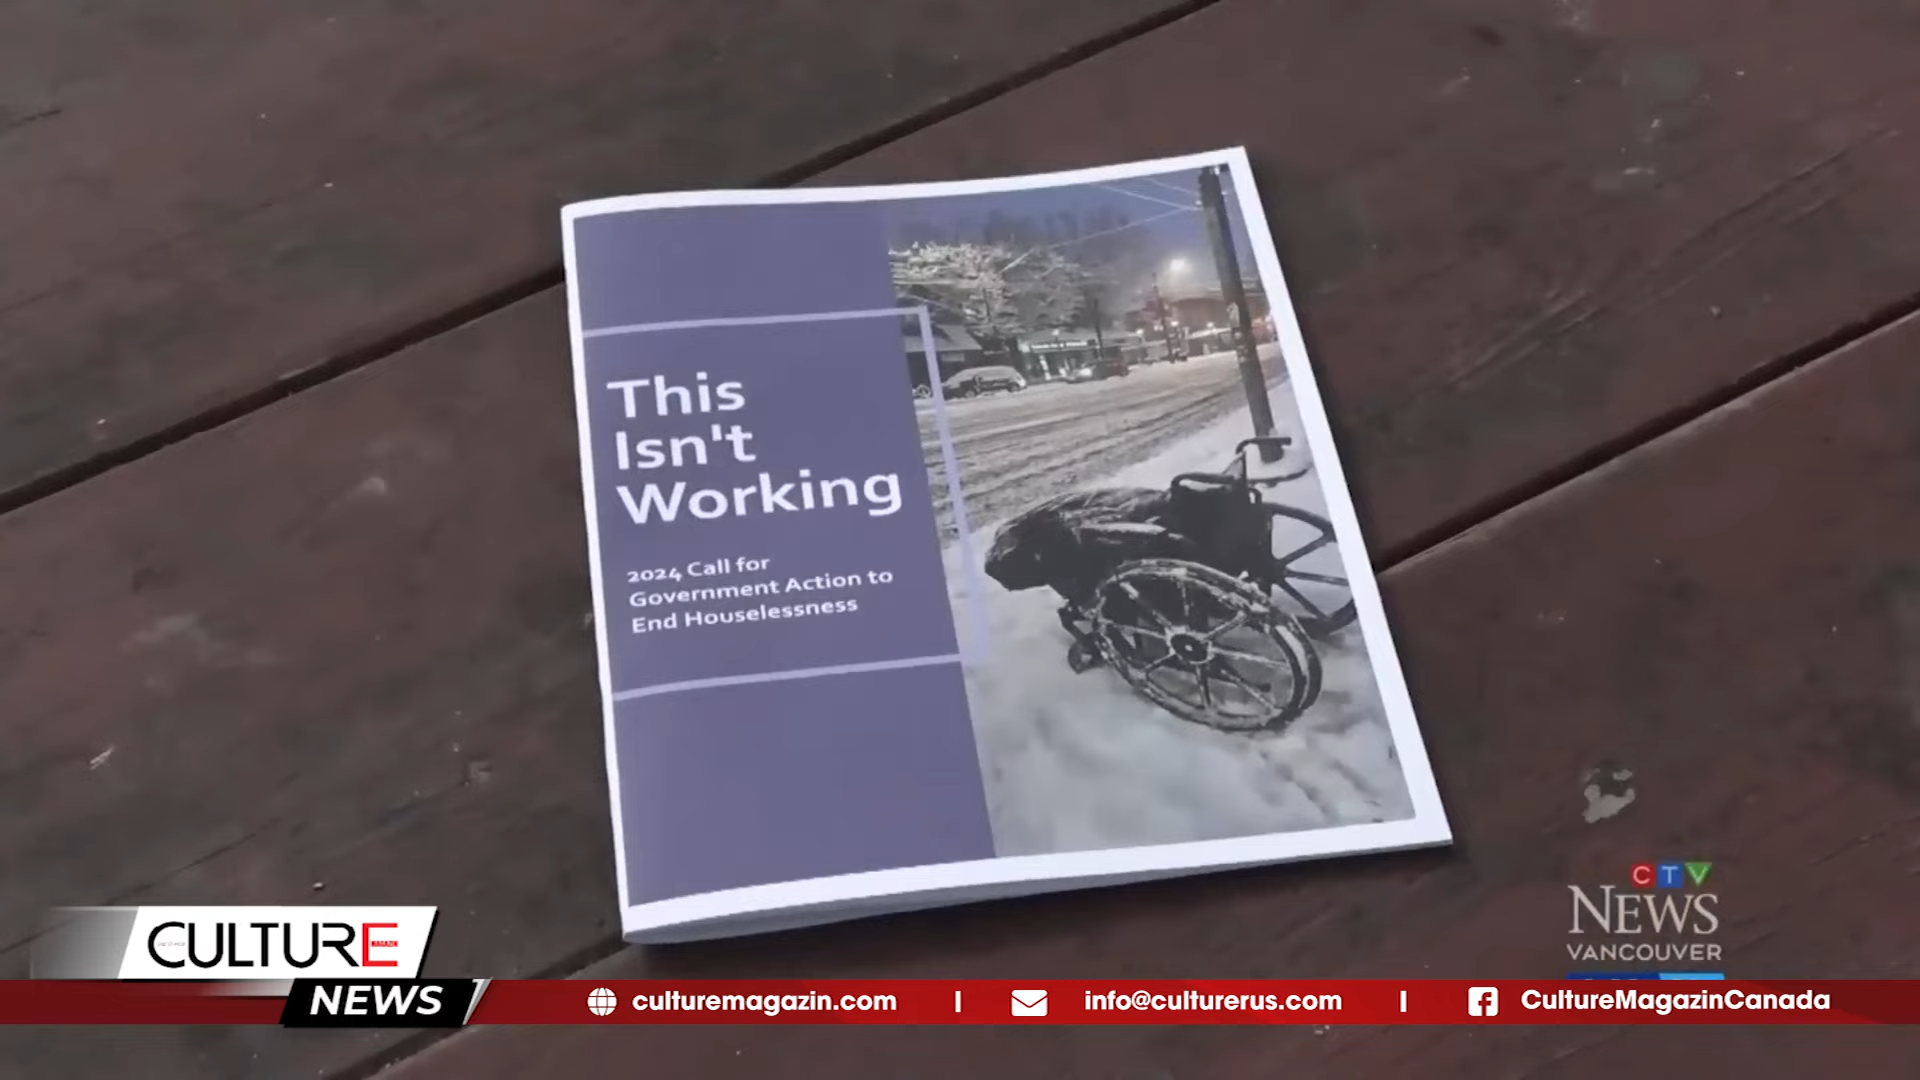 This
Isn't
Working
2024 Call for
Government Action to
End Houselessness
CTV
NEWS
VANCOUVER
CULTURE
NEWS
culturemagazin.com | info@culturerus.com | CultureMagazinCanada